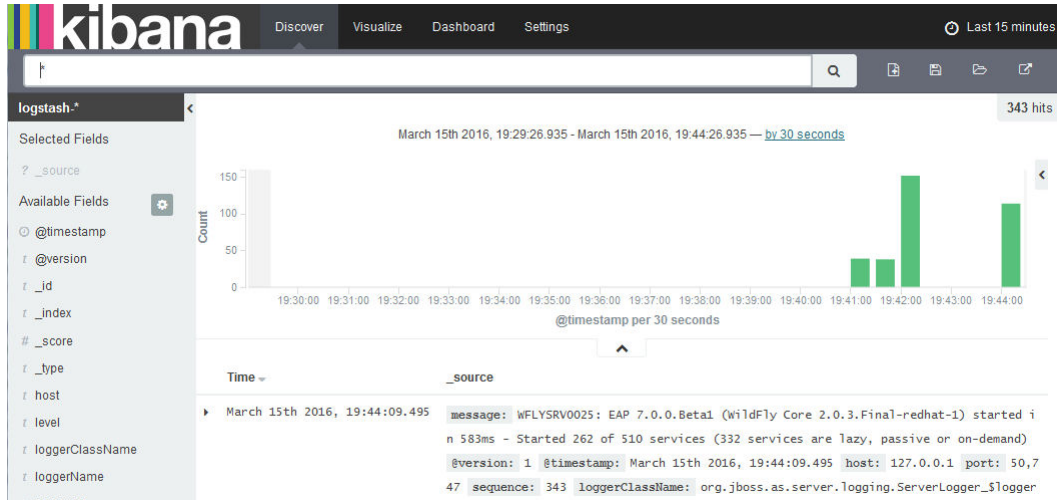 kibana
Discover Visualize Dashboard Settings Last 15 minutes
*
logstash-*
343 hits
Selected Fields
March 15th 2016, 19:29:26.935 - March 15th 2016, 19:44:26.935 — by 30 seconds
? _source
Available Fields
@timestamp
t @version
t _id
t _index
# _score
t _type
t host
t level
t loggerClassName
t loggerName
Count
150
100
50
0
19:30:00 19:31:00 19:32:00 19:33:00 19:34:00 19:35:00 19:36:00 19:37:00 19:38:00 19:39:00 19:40:00 19:41:00 19:42:00 19:43:00 19:44:00
@timestamp per 30 seconds
Time _source
March 15th 2016, 19:44:09.495 message: WFLYSRV0025: EAP 7.0.0.Beta1 (WildFly Core 2.0.3.Final-redhat-1) started i
n 583ms - Started 262 of 510 services (332 services are lazy, passive or on-demand)
@version: 1 @timestamp: March 15th 2016, 19:44:09.495 host: 127.0.0.1 port: 50,7
47 sequence: 343 loggerClassName: org.jboss.as.server.logging.ServerLogger_$logger